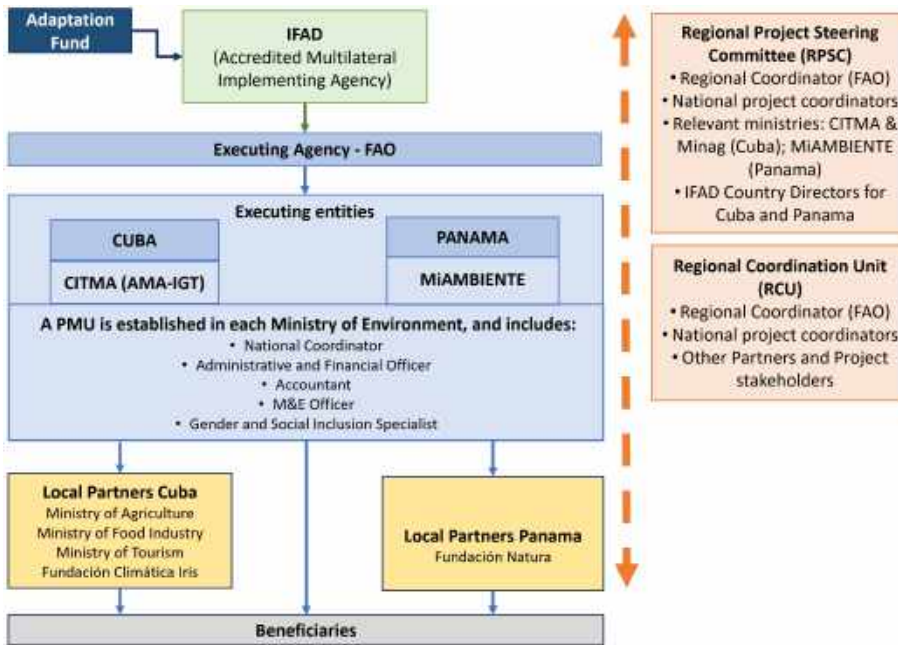 Adaptation
Fund
IFAD
(Accredited Multilateral
Implementing Agency)
Executing Agency - FAO
Executing entities
CUBA
CITMA (AMA-IGT)
PANAMA
MiAMBIENTE
A PMU is established in each Ministry of Environment, and includes:
• National Coordinator
• Administrative and Financial Officer
• Accountant
• M&E Officer
• Gender and Social Inclusion Specialist
Local Partners Cuba
Ministry of Agriculture
Ministry of Food Industry
Ministry of Tourism
Fundación Climática Iris
Local Partners Panama
Fundación Natura
Beneficiaries
Regional Project Steering
Committee (RPSC)
• Regional Coordinator (FAO)
• National project coordinators
• Relevant ministries: CITMA &
Minag (Cuba); MiAMBIENTE
(Panama)
• IFAD Country Directors for
Cuba and Panama
Regional Coordination Unit
(RCU)
• Regional Coordinator (FAO)
• National project coordinators
• Other Partners and Project
stakeholders